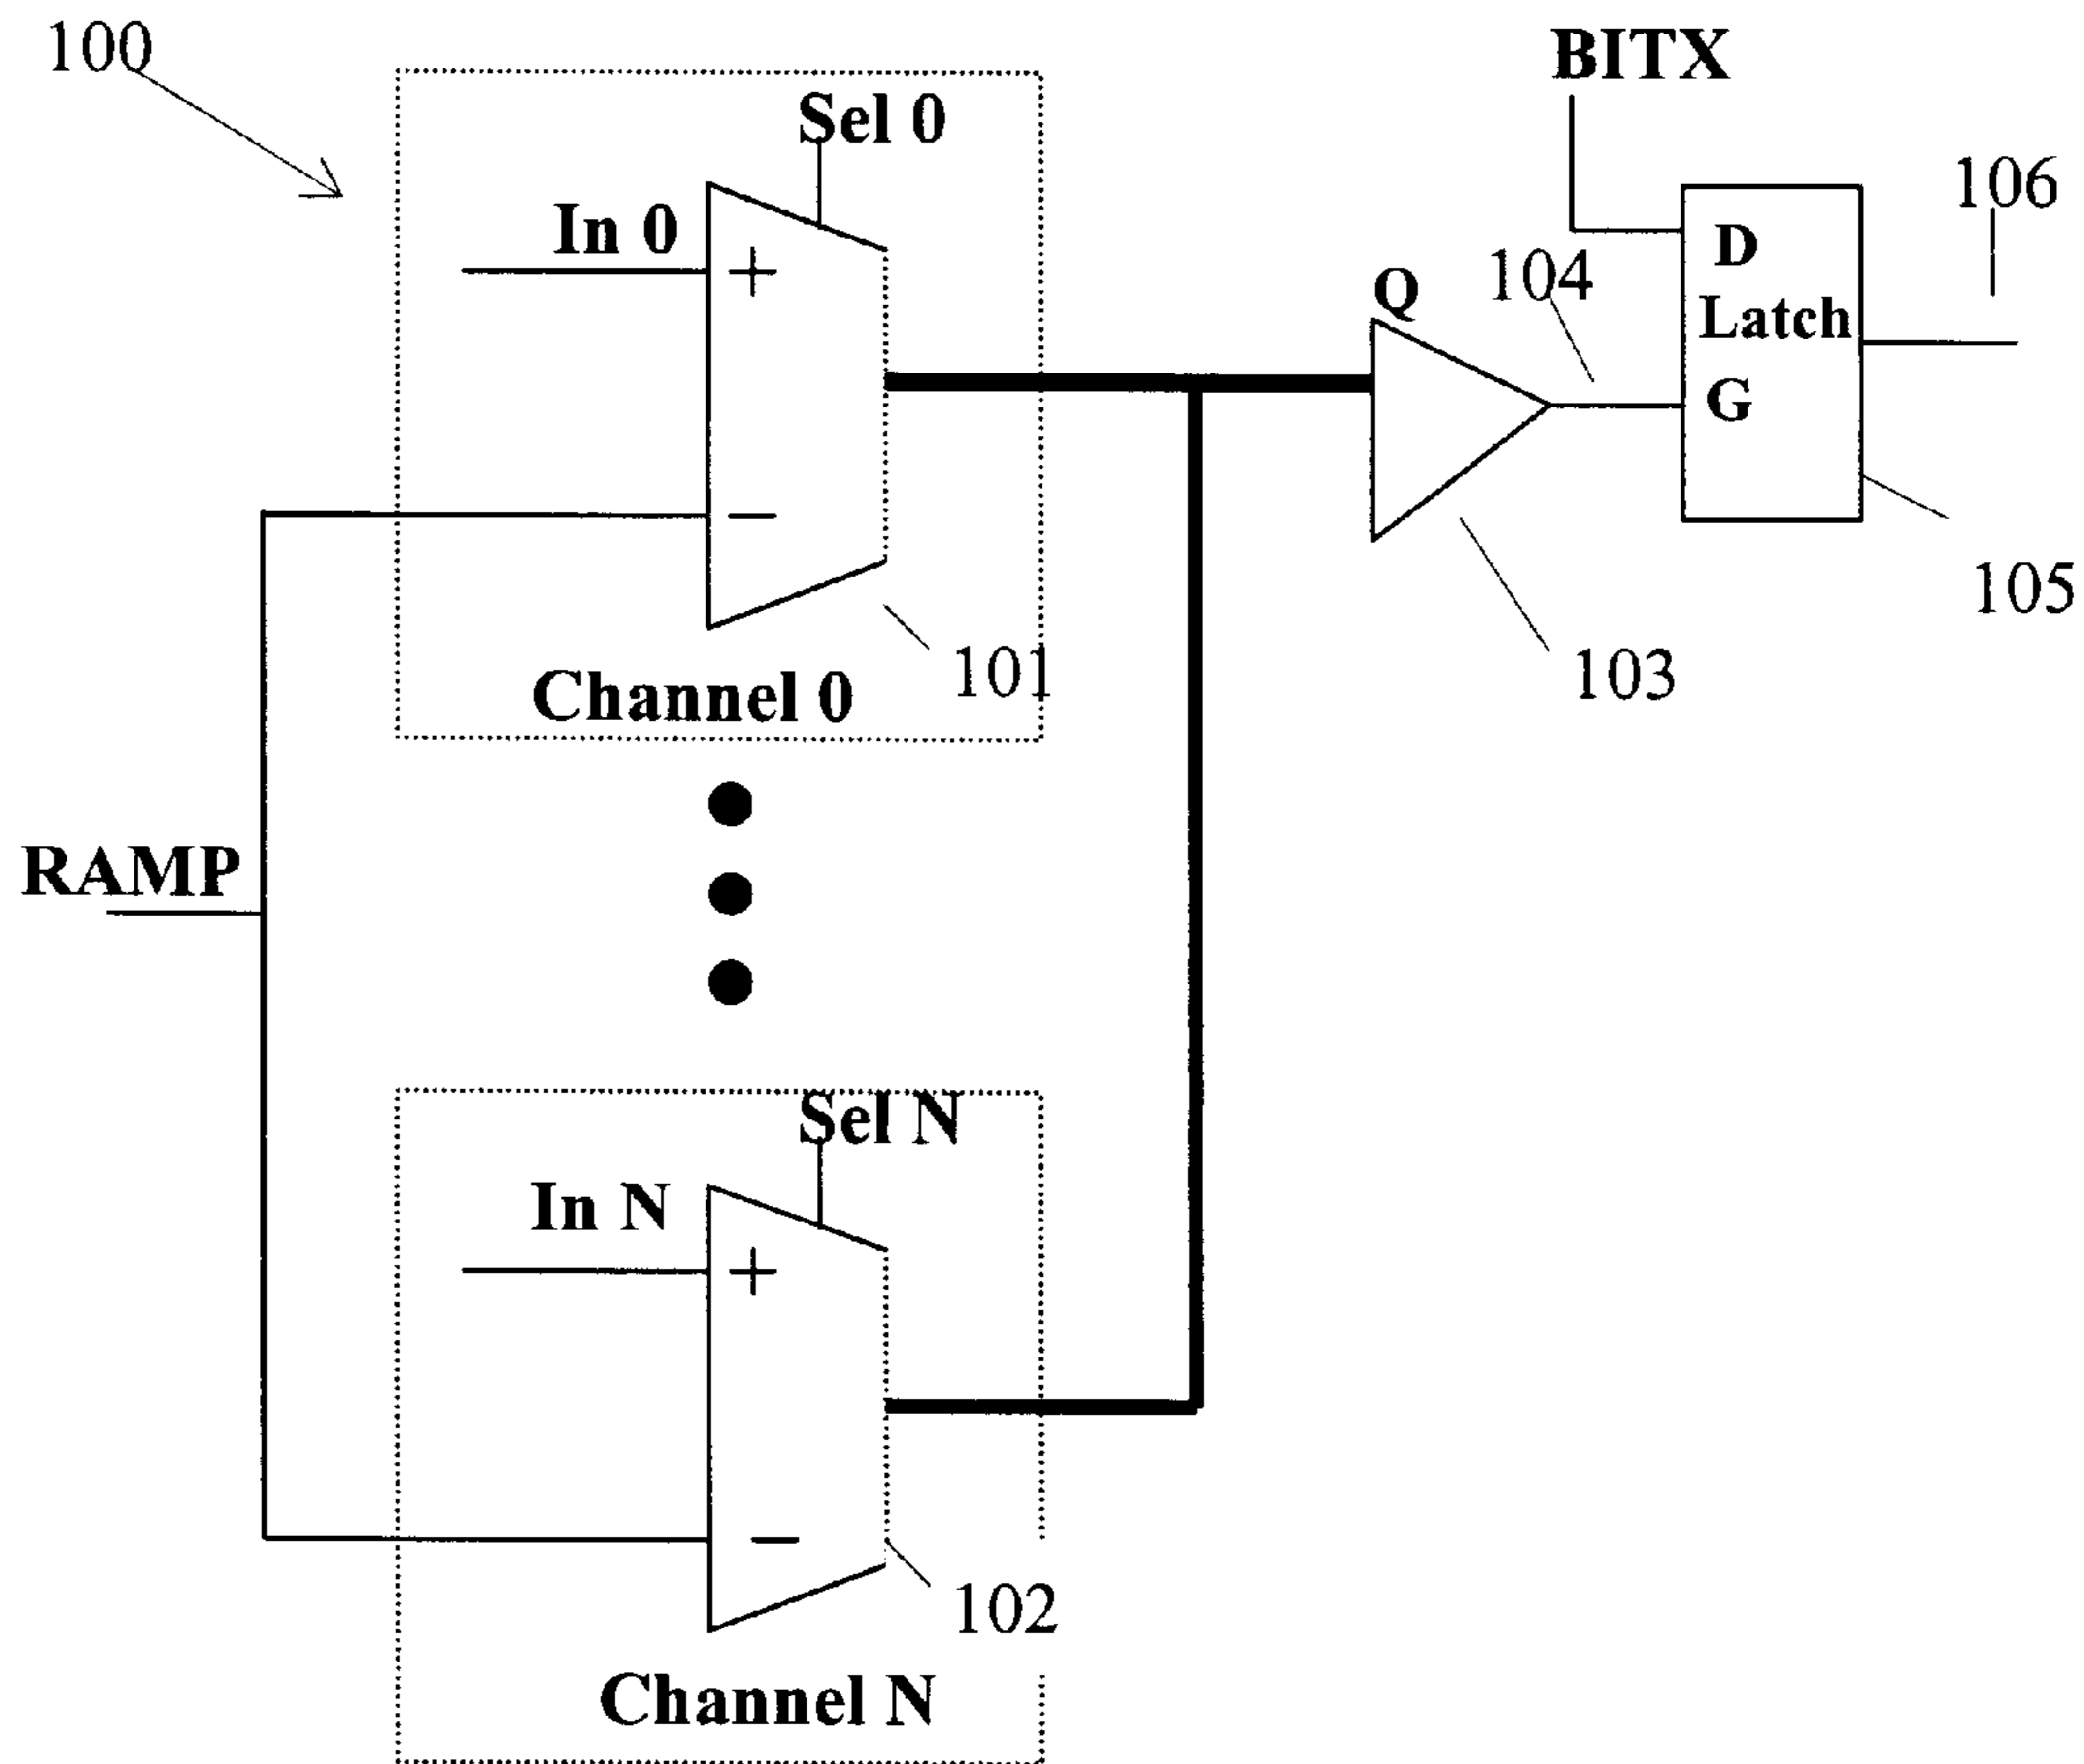 100
BITX
Sel 0
106
In 0
+
Q
104
D
Latch
G
−
105
101
103
Channel 0
RAMP
Sel N
In N
+
−
102
Channel N